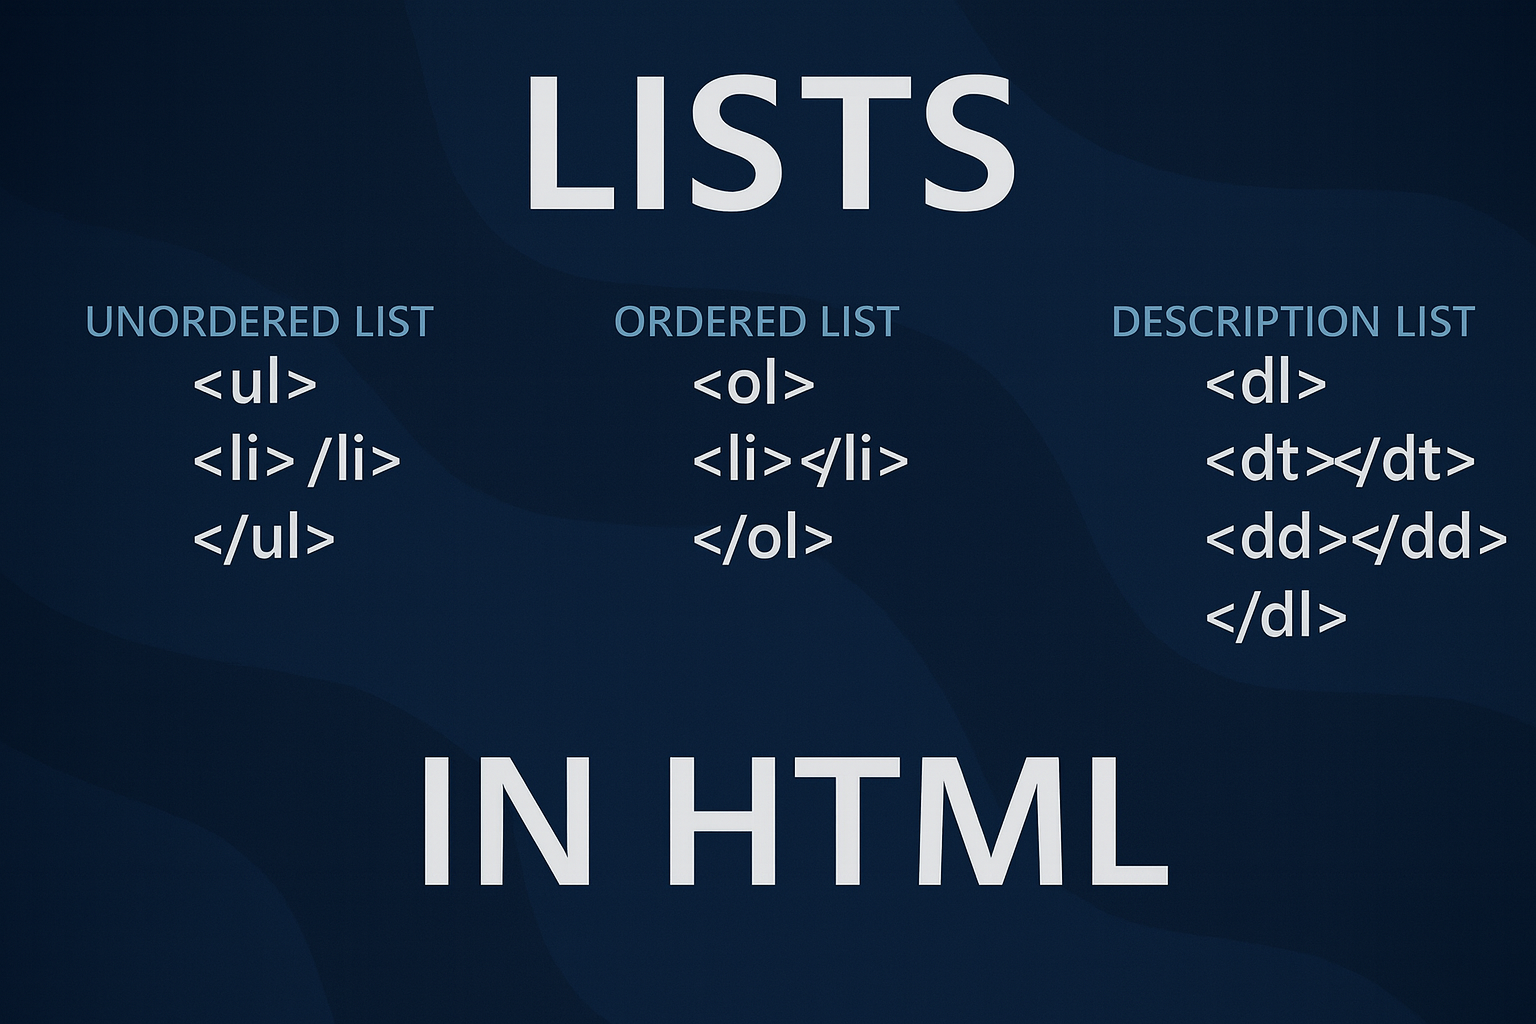 LISTS
UNORDERED LIST
<ul>
<li> /li>
</ul>
ORDERED LIST
<ol>
<li></li>
</ol>
DESCRIPTION LIST
<dl>
<dt></dt>
<dd></dd>
</dl>
IN HTML